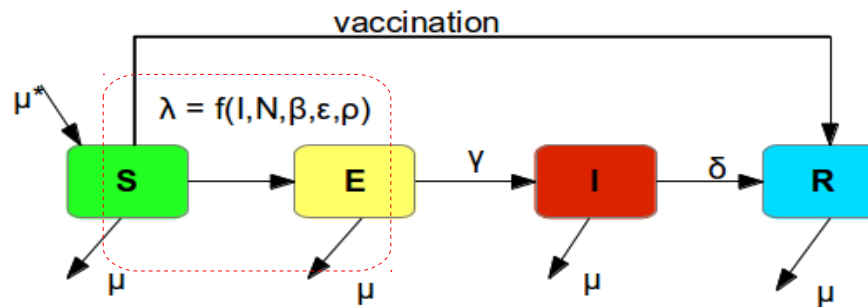 vaccination
μ*
λ = f(I,N,β,ε,ρ)
S
E
γ
I
δ
R
μ
μ
μ
μ